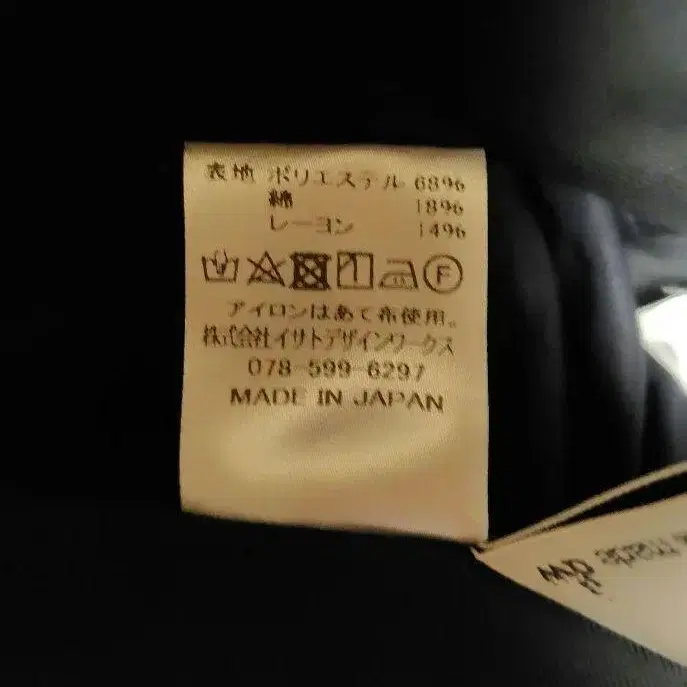 表地 ポリエステル 68%
綿 18%
レーヨン 14%
F
アイロンはあて布使用。
株式会社イサトデザインワークス
078-599-6297
MADE IN JAPAN
made